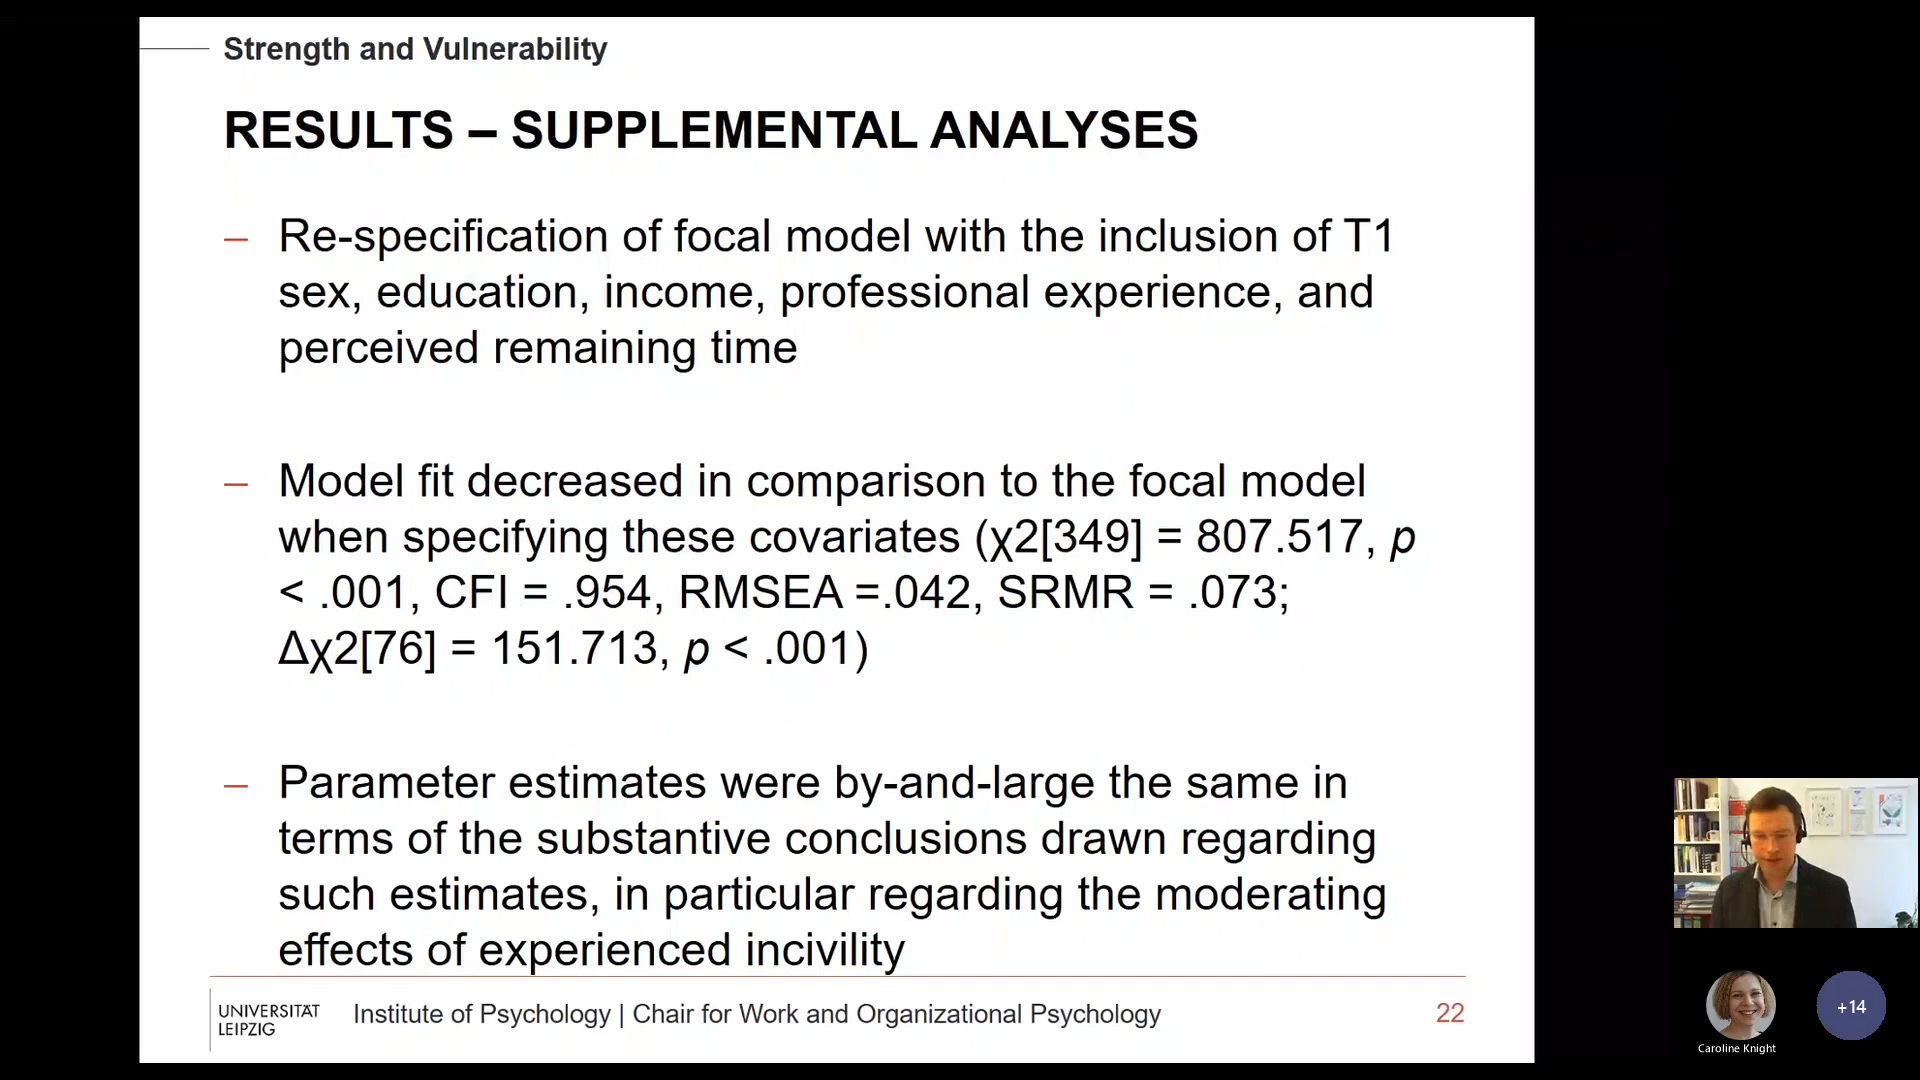 Strength and Vulnerability
RESULTS – SUPPLEMENTAL ANALYSES
– Re-specification of focal model with the inclusion of T1
sex, education, income, professional experience, and
perceived remaining time
– Model fit decreased in comparison to the focal model
when specifying these covariates (χ2[349] = 807.517, p
< .001, CFI = .954, RMSEA =.042, SRMR = .073;
Δχ2[76] = 151.713, p < .001)
– Parameter estimates were by-and-large the same in
terms of the substantive conclusions drawn regarding
such estimates, in particular regarding the moderating
effects of experienced incivility
UNIVERSITÄT
LEIPZIG
Institute of Psychology | Chair for Work and Organizational Psychology
22
+14
Caroline Knight